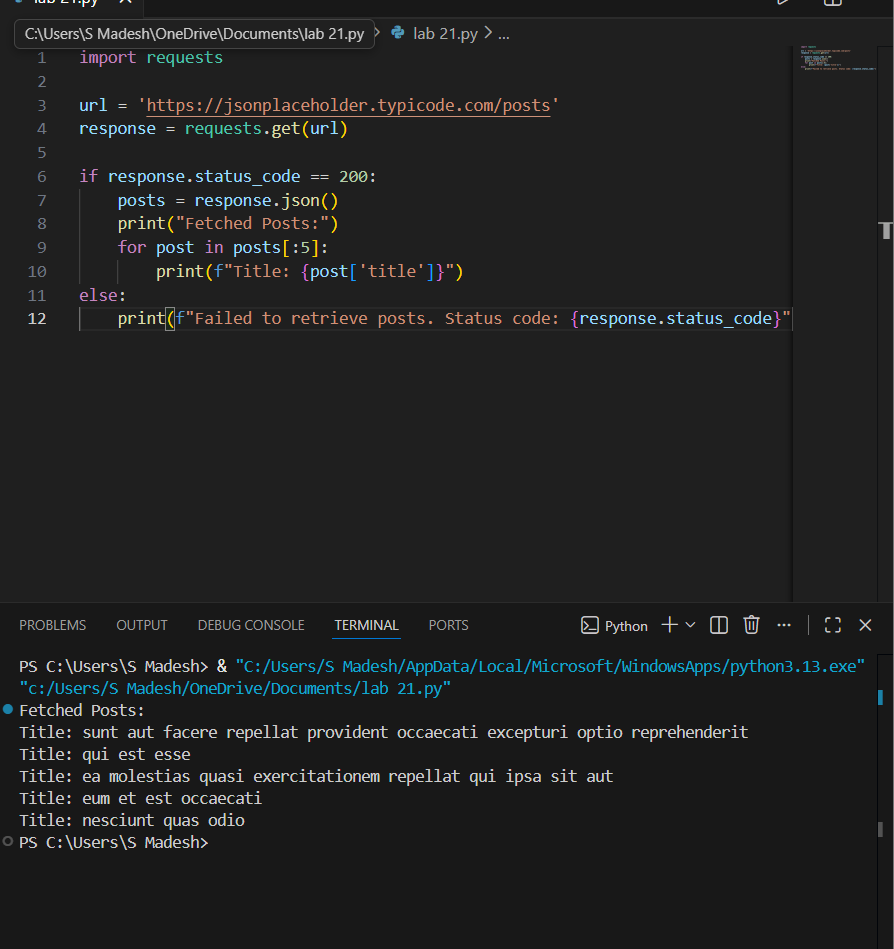 lab 21.py
C:\Users\S Madesh\OneDrive\Documents\lab 21.py > lab 21.py > ...
1 import requests
2
3 url = 'https://jsonplaceholder.typicode.com/posts'
4 response = requests.get(url)
5
6 if response.status_code == 200:
7     posts = response.json()
8     print("Fetched Posts:")
9     for post in posts[:5]:
10         print(f"Title: {post['title']}")
11 else:
12     print(f"Failed to retrieve posts. Status code: {response.status_code}"
PROBLEMS OUTPUT DEBUG CONSOLE TERMINAL PORTS Python
PS C:\Users\S Madesh> & "C:/Users/S Madesh/AppData/Local/Microsoft/WindowsApps/python3.13.exe"
"c:/Users/S Madesh/OneDrive/Documents/lab 21.py"
Fetched Posts:
Title: sunt aut facere repellat provident occaecati excepturi optio reprehenderit
Title: qui est esse
Title: ea molestias quasi exercitationem repellat qui ipsa sit aut
Title: eum et est occaecati
Title: nesciunt quas odio
PS C:\Users\S Madesh>